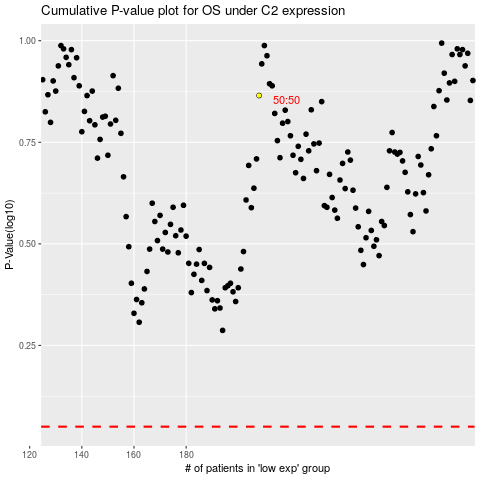 Cumulative P-value plot for OS under C2 expression
P-Value(log10)
1.00
0.75
0.50
0.25
50:50
120 140 160 180
# of patients in 'low exp' group